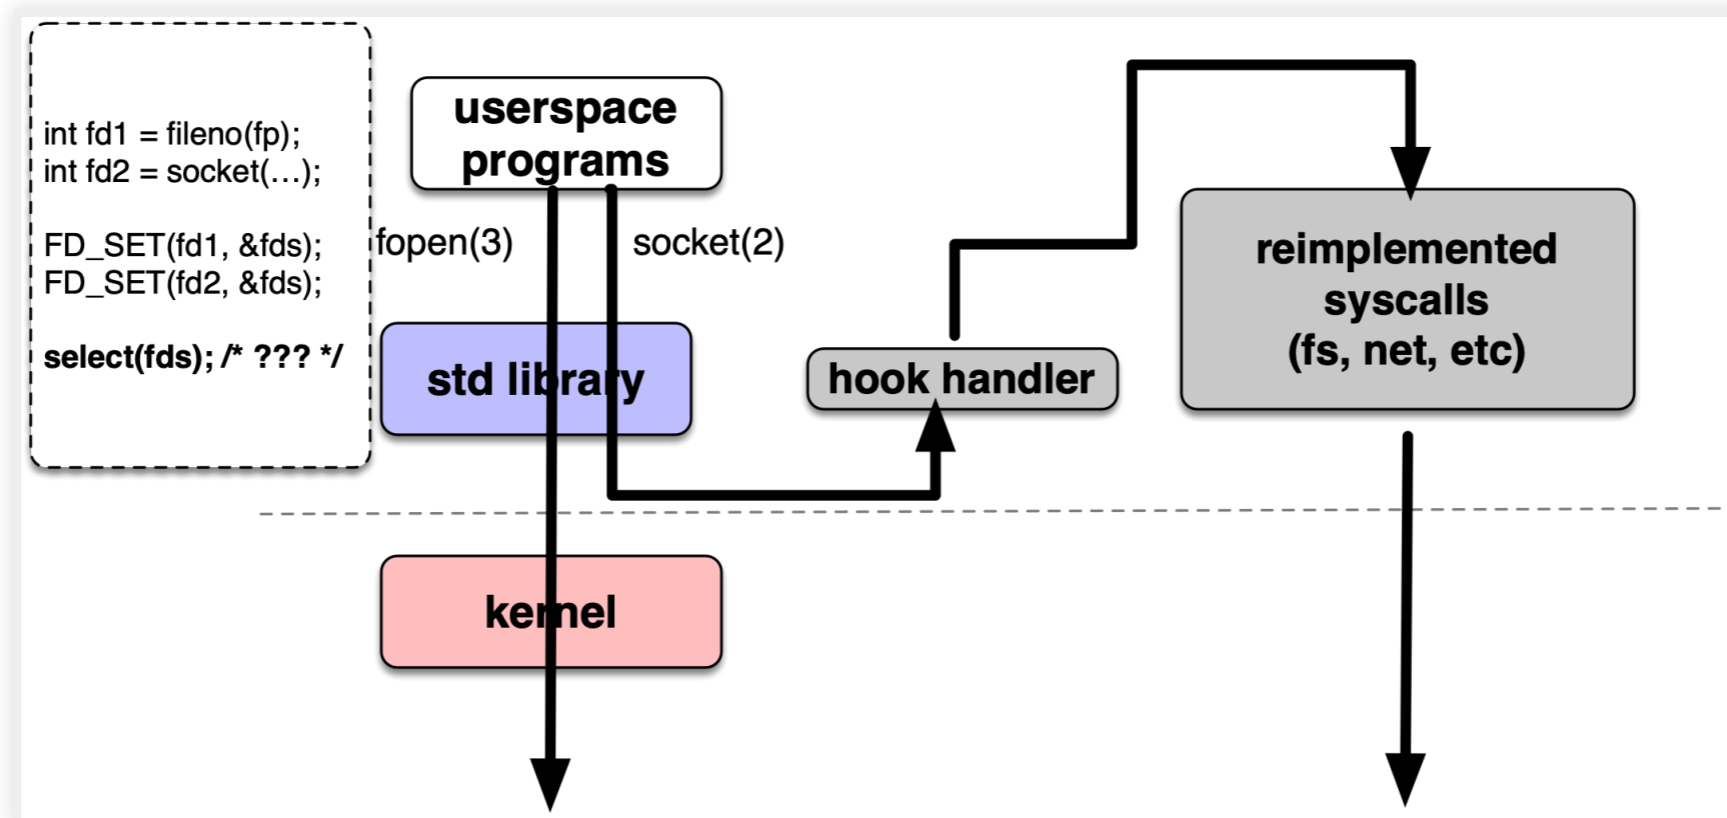 int fd1 = fileno(fp);
int fd2 = socket(...);
FD_SET(fd1, &fds);
FD_SET(fd2, &fds);
select(fds); /* ??? */
userspace
programs
fopen(3)
socket(2)
std library
kernel
hook handler
reimplemented
syscalls
(fs, net, etc)